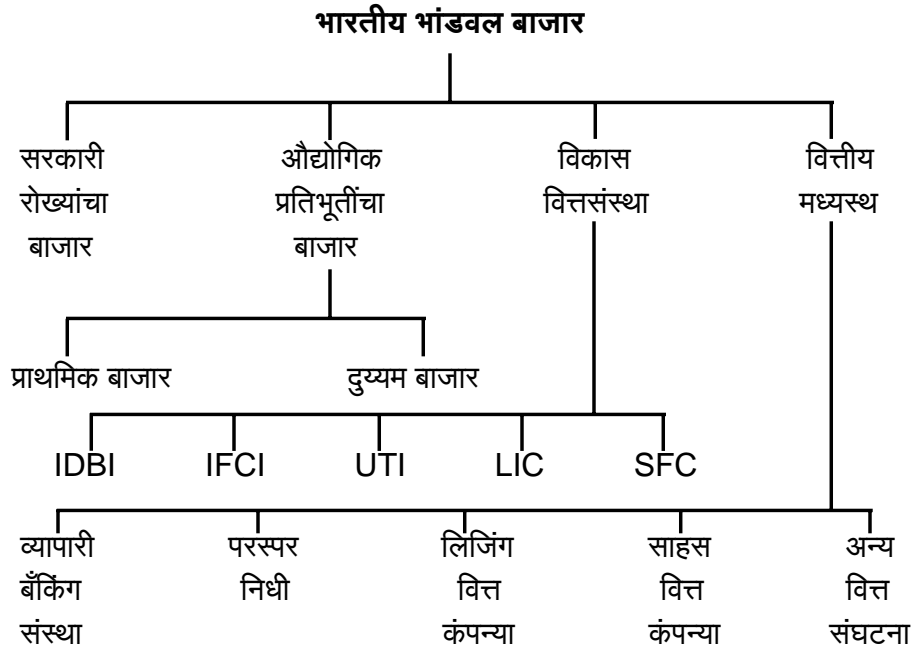 भारतीय भांडवल बाजार
सरकारी रोख्यांचा बाजार
औद्योगिक प्रतिभूतींचा बाजार
विकास वित्तसंस्था
वित्तीय मध्यस्थ
प्राथमिक बाजार
दुय्यम बाजार
IDBI IFCI UTI LIC SFC
व्यापारी बँकिंग संस्था
परस्पर निधी
लिजिंग वित्त कंपन्या
साहस वित्त कंपन्या
अन्य वित्त संघटना